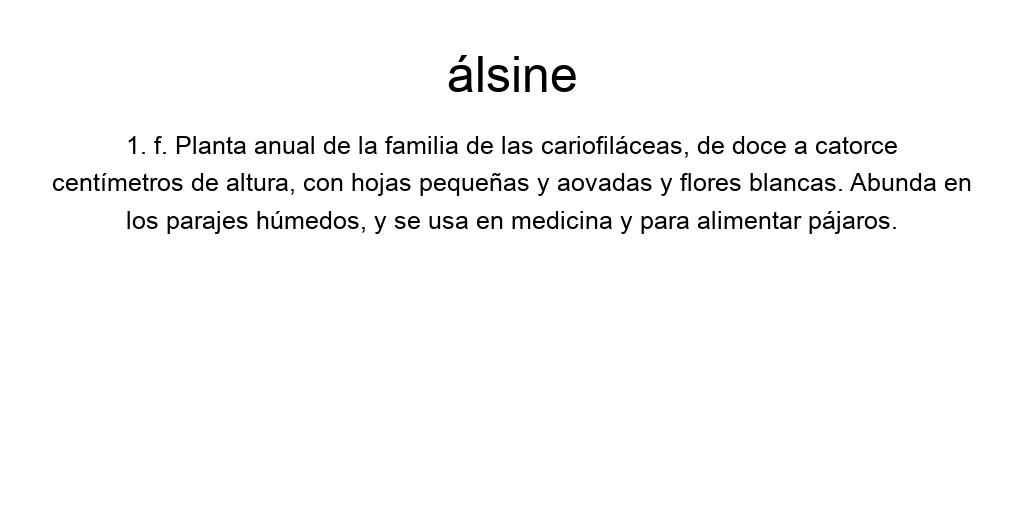 álsine
1. f. Planta anual de la familia de las cariofiláceas, de doce a catorce
centímetros de altura, con hojas pequeñas y aovadas y flores blancas. Abunda en
los parajes húmedos, y se usa en medicina y para alimentar pájaros.